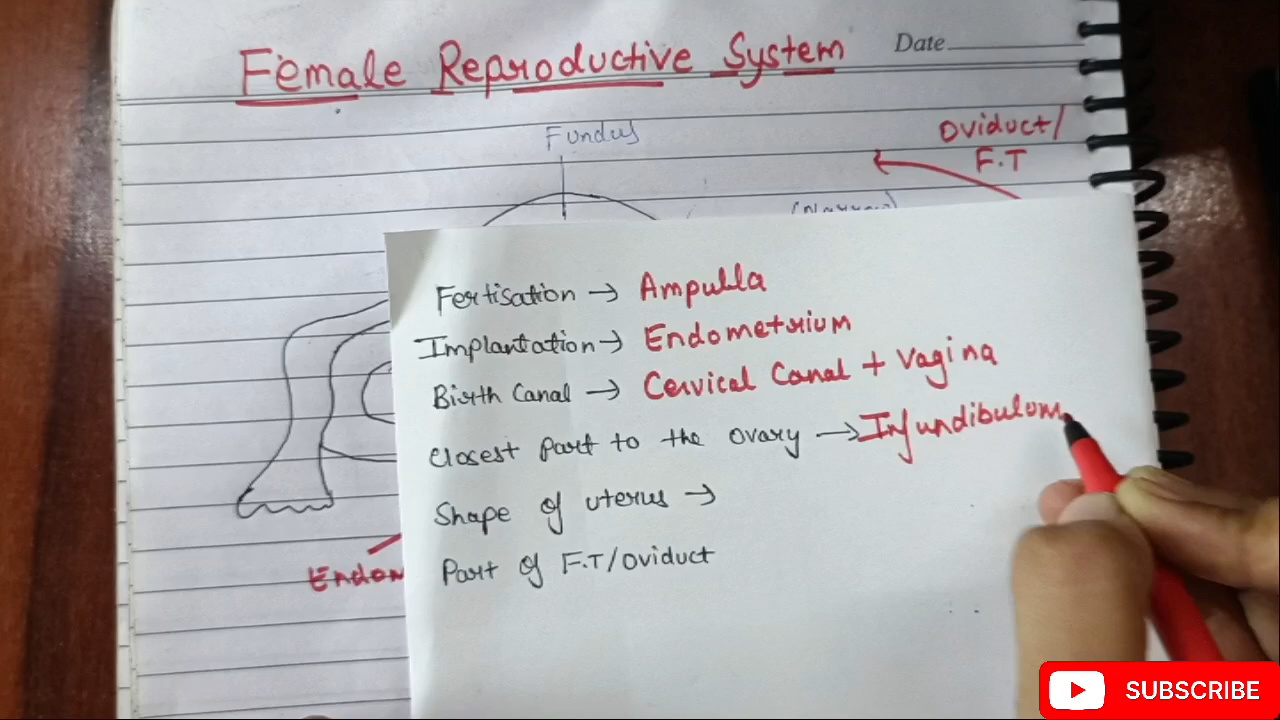 Female Reproductive System
Date
Fundus
Oviduct/
F.T
Fertisation → Ampulla
Implantation → Endometrium
Birth Canal → Cervical Canal + Vagina
Closest part to the ovary → Infundibulum
Shape of uterus →
Part of F.T/Oviduct
Endom
SUBSCRIBE